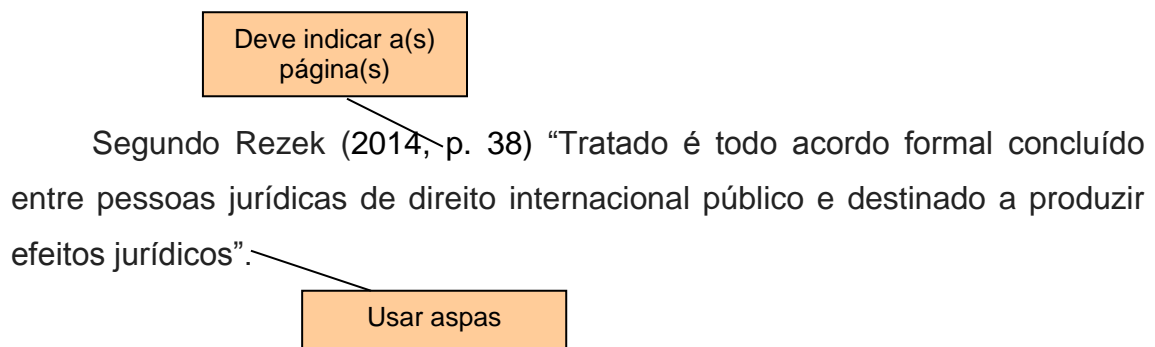 Deve indicar a(s)
página(s)
Segundo Rezek (2014, p. 38) “Tratado é todo acordo formal concluído
entre pessoas jurídicas de direito internacional público e destinado a produzir
efeitos jurídicos”.
Usar aspas